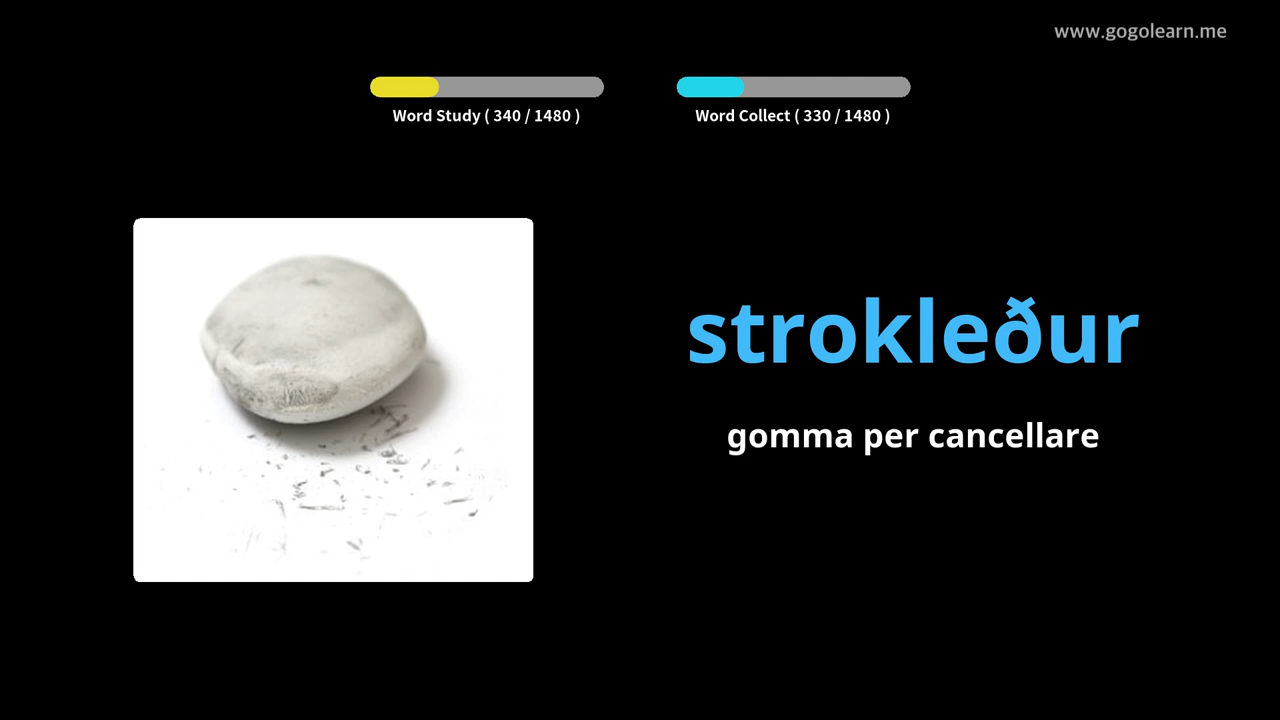 www.gogolearn.me
Word Study ( 340 / 1480 )
Word Collect ( 330 / 1480 )
strokleður
gomma per cancellare